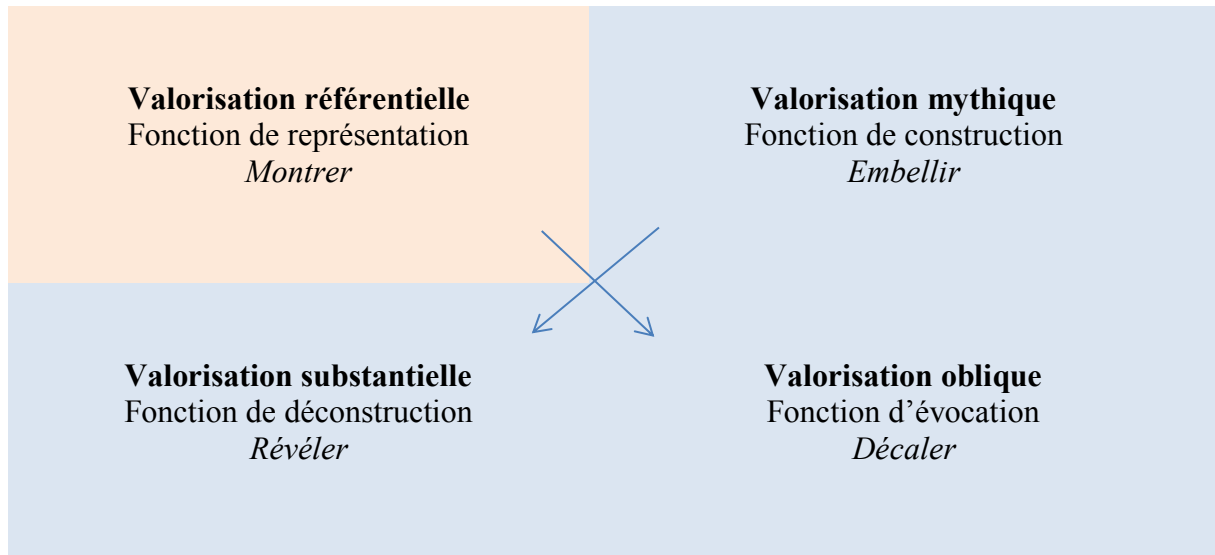 Valorisation référentielle
Fonction de représentation
Montrer
Valorisation mythique
Fonction de construction
Embellir
Valorisation substantielle
Fonction de déconstruction
Révéler
Valorisation oblique
Fonction d’évocation
Décaler